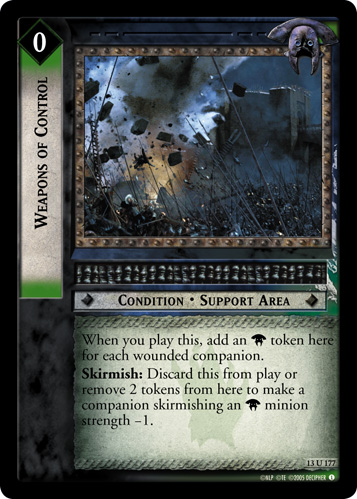 0
WEAPONS OF CONTROL
CONDITION • SUPPORT AREA
When you play this, add an token here
for each wounded companion.
Skirmish: Discard this from play or
remove 2 tokens from here to make a
companion skirmishing an minion
strength –1.
13 U 177
©NLP ©TE ©2005 DECIPHER 1